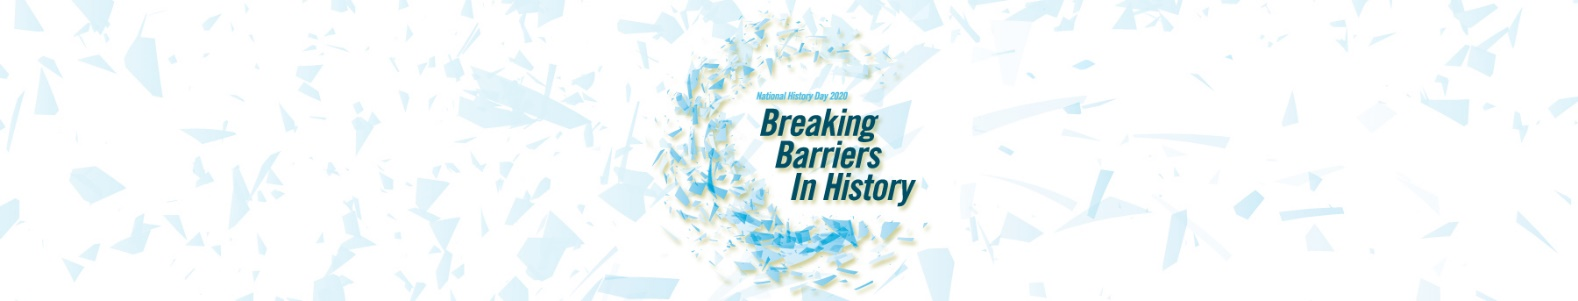 National History Day 2020
Breaking
Barriers
In History